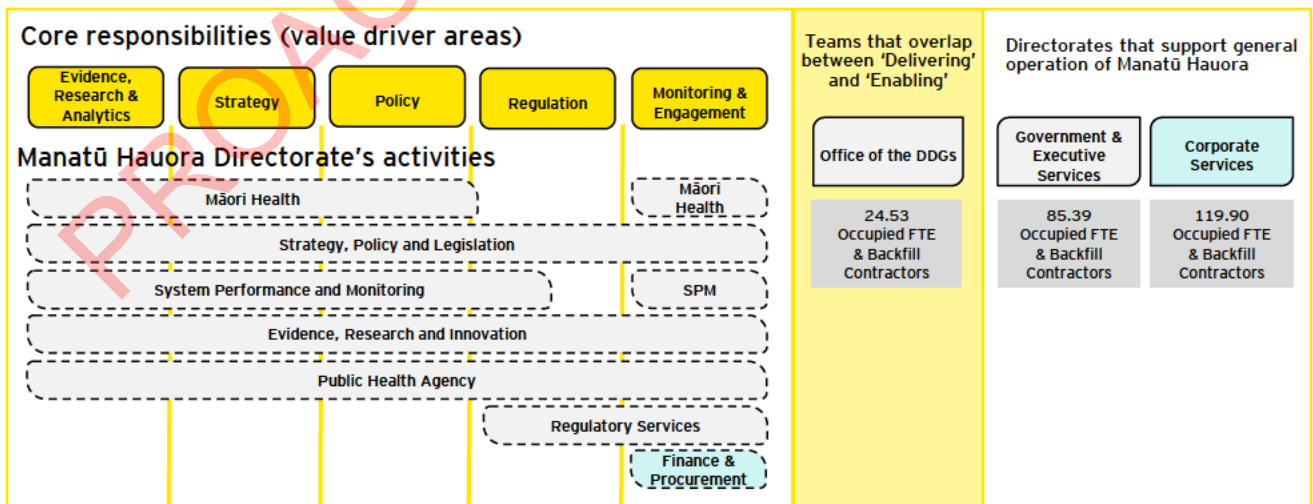 Core responsibilities (value driver areas)
Evidence,
Research &
Analytics
Strategy
Policy
Regulation
Monitoring &
Engagement
Manatū Hauora Directorate's activities
Māori Health
Māori
Health
Strategy, Policy and Legislation
System Performance and Monitoring
SPM
Evidence, Research and Innovation
Public Health Agency
Regulatory Services
Finance &
Procurement
Teams that overlap
between 'Delivering'
and 'Enabling'
Office of the DDGs
24.53
Occupied FTE
& Backfill
Contractors
Directorates that support general
operation of Manatū Hauora
Government &
Executive
Services
85.39
Occupied FTE
& Backfill
Contractors
Corporate
Services
119.90
Occupied FTE
& Backfill
Contractors
PROA